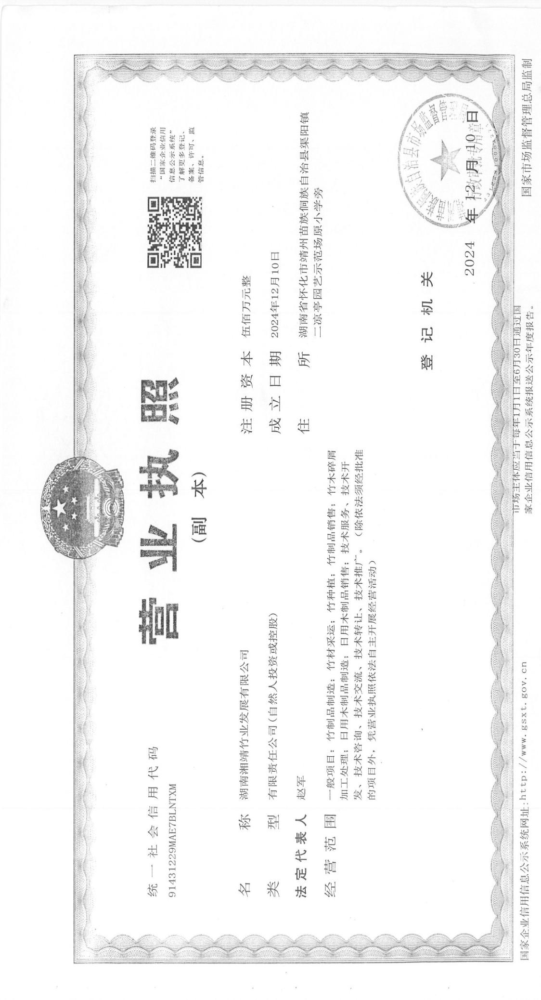 营业执照
(副 本)
统一社会信用代码
91431229MAE7BLNTXM
扫描二维码登录
“国家企业信用
信息公示系统”
了解更多登记、
备案、许可、监
管信息。
名 称 湖南湘靖竹业发展有限公司
类 型 有限责任公司(自然人投资或控股)
法定代表人 赵军
经营范围 一般项目：竹制品制造；竹材采运；竹种植；竹制品销售；竹木碎屑
加工处理；日用木制品制造；日用木制品销售；技术服务、技术开
发、技术咨询、技术交流、技术转让、技术推广。（除依法须经批准
的项目外，凭营业执照依法自主开展经营活动）
注册资本 伍佰万元整
成立日期 2024年12月10日
住 所 湖南省怀化市靖州苗族侗族自治县渠阳镇
二凉亭园艺示范场原小学旁
登记机关
苗族侗族自治县市场监督管
行政审批专用章
2024 年 12 月 10 日
国家企业信用信息公示系统网址：http://www.gsxt.gov.cn
市场主体应当于每年1月1日至6月30日通过国
家企业信用信息公示系统报送公示年度报告。
国家市场监督管理总局监制